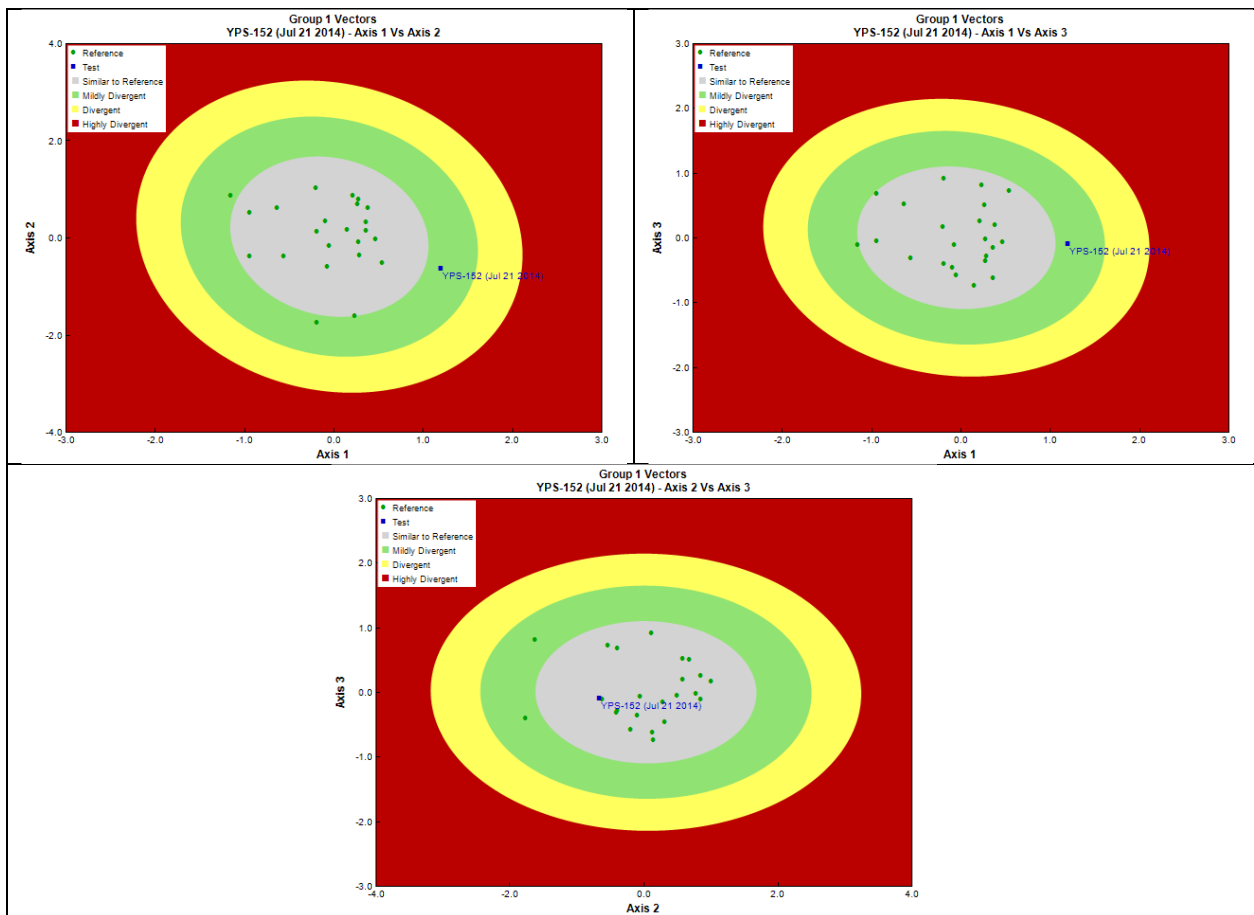 Group 1 Vectors
YPS-152 (Jul 21 2014) - Axis 1 Vs Axis 2
4.0
Reference
Test
Similar to Reference
Mildly Divergent
Divergent
Highly Divergent
2.0
Axis 2
0.0
YPS-152 (Jul 21 2014)
-2.0
-4.0
-3.0
-2.0
-1.0
0.0
1.0
2.0
3.0
Axis 1
Group 1 Vectors
YPS-152 (Jul 21 2014) - Axis 1 Vs Axis 3
3.0
Reference
Test
Similar to Reference
Mildly Divergent
Divergent
Highly Divergent
2.0
1.0
Axis 3
0.0
YPS-152 (Jul 21 2014)
-1.0
-2.0
-3.0
-3.0
-2.0
-1.0
0.0
1.0
2.0
3.0
Axis 1
Group 1 Vectors
YPS-152 (Jul 21 2014) - Axis 2 Vs Axis 3
3.0
Reference
Test
Similar to Reference
Mildly Divergent
Divergent
Highly Divergent
2.0
1.0
Axis 3
0.0
YPS-152 (Jul 21 2014)
-1.0
-2.0
-3.0
-4.0
-2.0
0.0
2.0
4.0
Axis 2